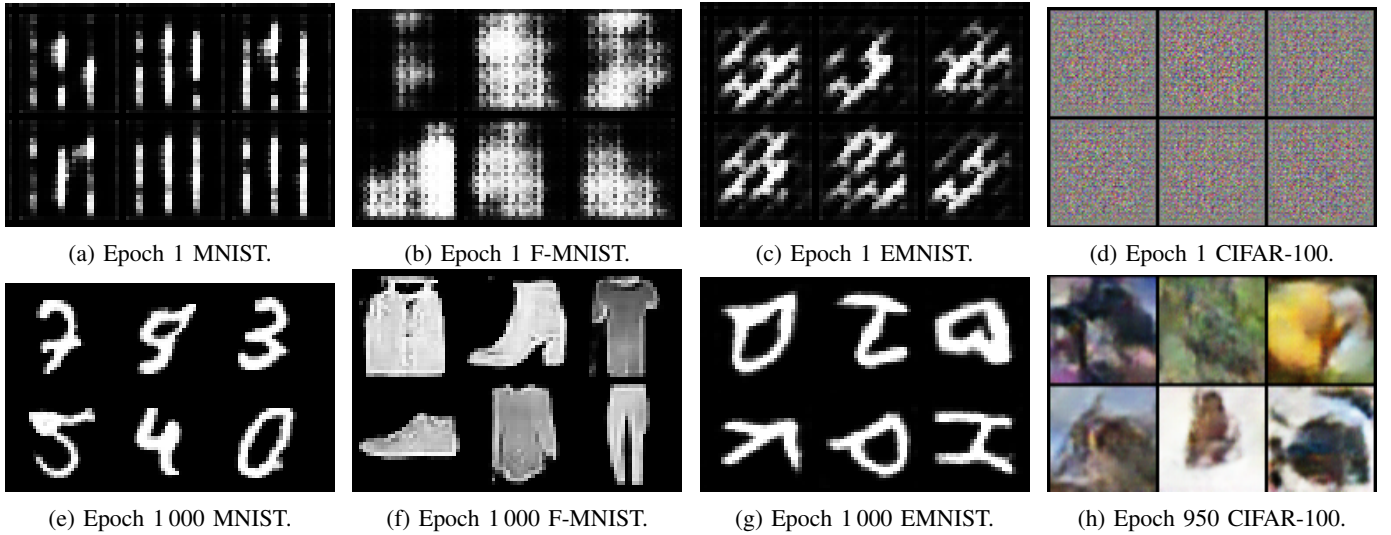 (a) Epoch 1 MNIST.
(b) Epoch 1 F-MNIST.
(c) Epoch 1 EMNIST.
(d) Epoch 1 CIFAR-100.
(e) Epoch 1 000 MNIST.
(f) Epoch 1 000 F-MNIST.
(g) Epoch 1 000 EMNIST.
(h) Epoch 950 CIFAR-100.